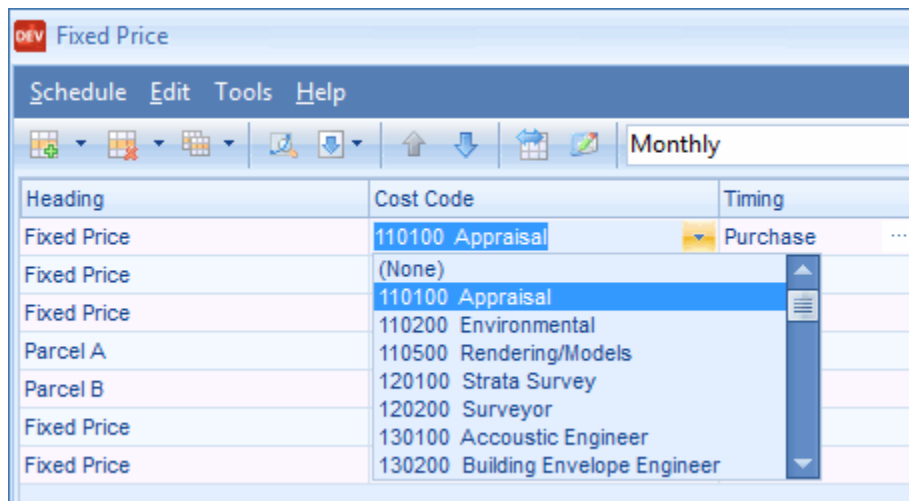 DEV Fixed Price
Schedule Edit Tools Help
Monthly
Heading Cost Code Timing
Fixed Price 110100 Appraisal Purchase ...
Fixed Price (None)
110100 Appraisal
Fixed Price 110200 Environmental
Parcel A 110500 Rendering/Models
Parcel B 120100 Strata Survey
120200 Surveyor
Fixed Price 130100 Accoustic Engineer
Fixed Price 130200 Building Envelope Engineer